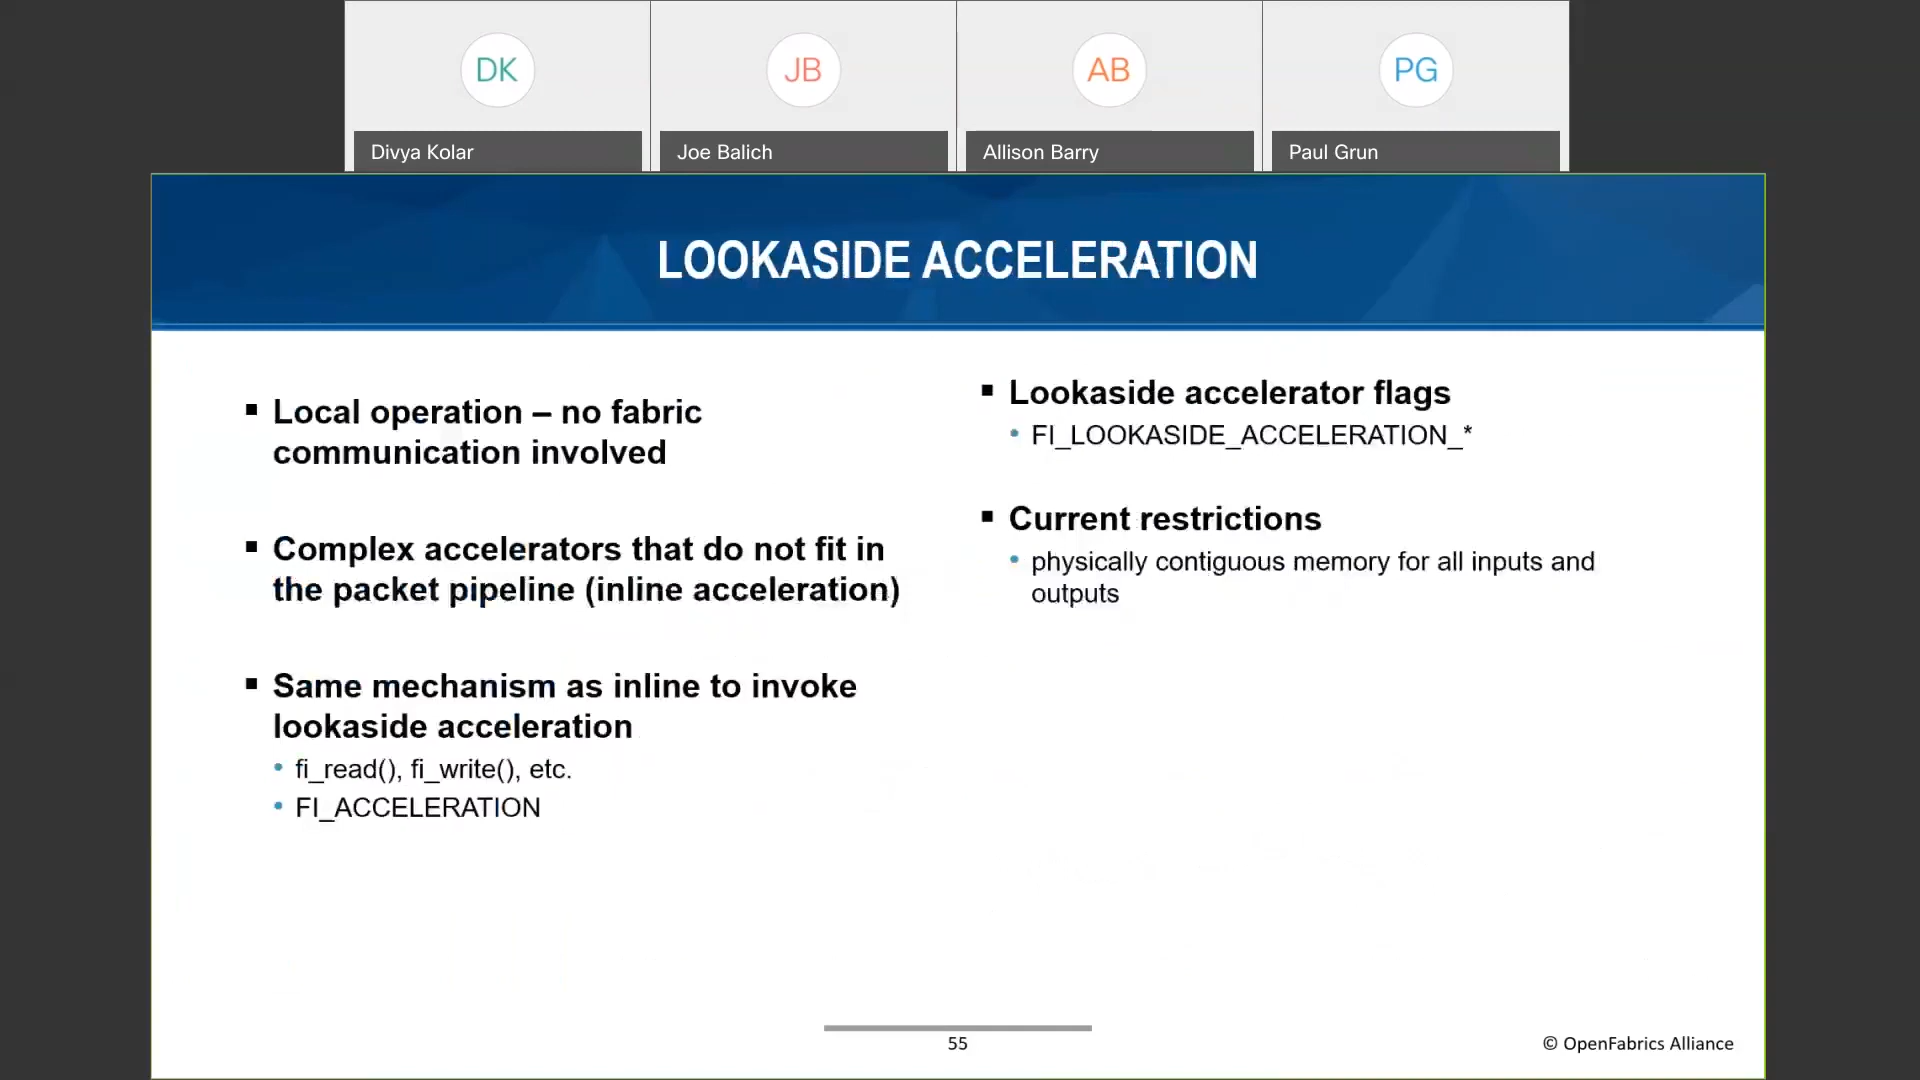 DK
JB
AB
PG
Divya Kolar
Joe Balich
Allison Barry
Paul Grun
LOOKASIDE ACCELERATION
▪ Local operation – no fabric
communication involved
▪ Complex accelerators that do not fit in
the packet pipeline (inline acceleration)
▪ Same mechanism as inline to invoke
lookaside acceleration
• fi_read(), fi_write(), etc.
• FI_ACCELERATION
▪ Lookaside accelerator flags
• FI_LOOKASIDE_ACCELERATION_*
▪ Current restrictions
• physically contiguous memory for all inputs and
outputs
55
© OpenFabrics Alliance